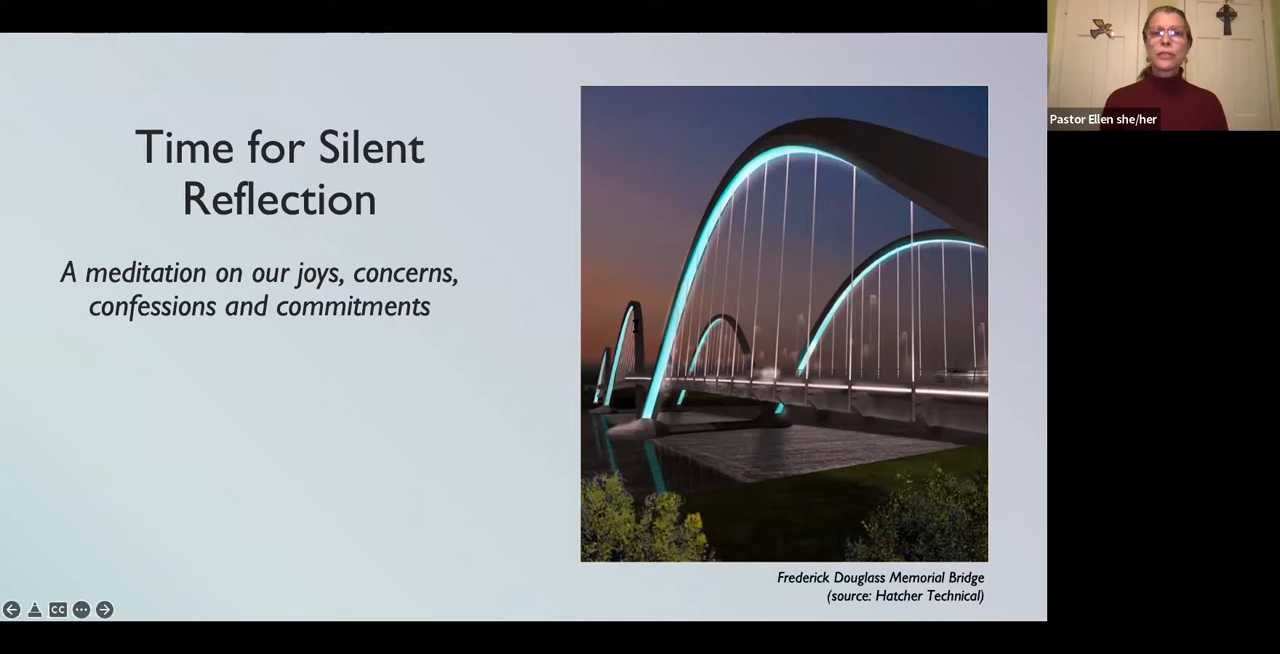 Time for Silent
Reflection
A meditation on our joys, concerns,
confessions and commitments
Frederick Douglass Memorial Bridge
(source: Hatcher Technical)
CC
Pastor Ellen she/her